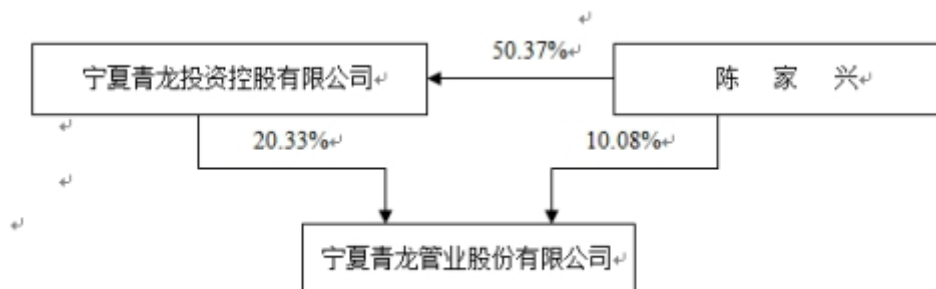 50.37%
宁夏青龙投资控股有限公司
陈 家 兴
20.33%
10.08%
宁夏青龙管业股份有限公司